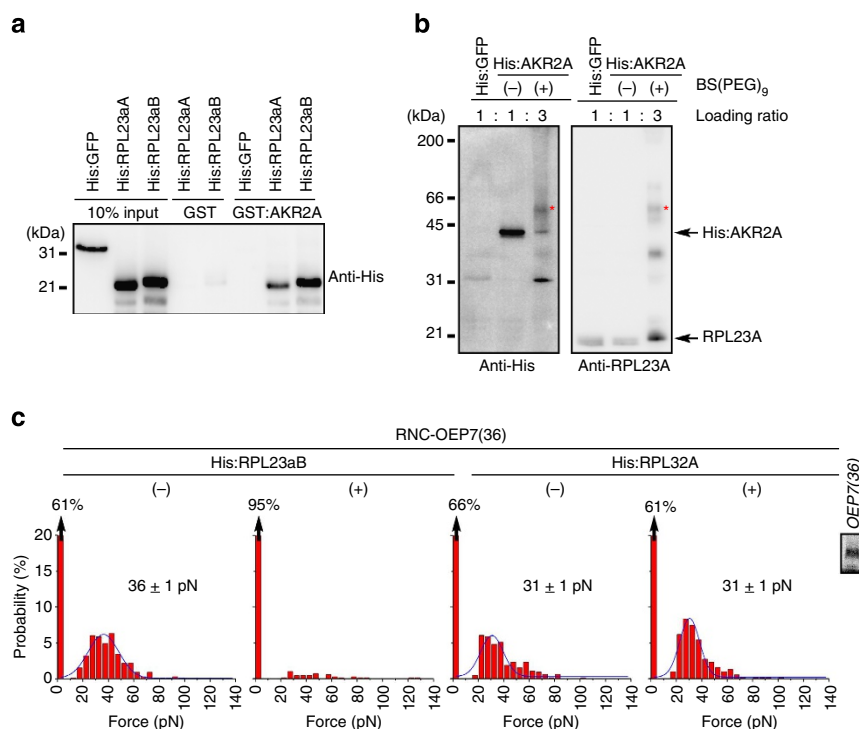 a
His:GFP
His:RPL23aA
His:RPL23aB
His:RPL23aA
His:RPL23aB
His:GFP
His:RPL23aA
His:RPL23aB
10% input GST GST:AKR2A
(kDa)
31
21
Anti-His
b
His:GFP His:AKR2A His:GFP His:AKR2A
(–) (+) (–) (+) BS(PEG)9
1 : 1 : 3 1 : 1 : 3 Loading ratio
(kDa)
200
66
* *
45
His:AKR2A
31
21
RPL23A
Anti-His Anti-RPL23A
c
RNC-OEP7(36)
His:RPL23aB His:RPL32A
(–) (+) (–) (+)
61% 95% 66% 61%
OEP7(36)
Probability (%)
20
15
10
5
0
36 ± 1 pN 31 ± 1 pN 31 ± 1 pN
0 20 40 60 80 100 120 140 0 20 40 60 80 100 120 140 0 20 40 60 80 100 120 140 0 20 40 60 80 100 120 140
Force (pN) Force (pN) Force (pN) Force (pN)